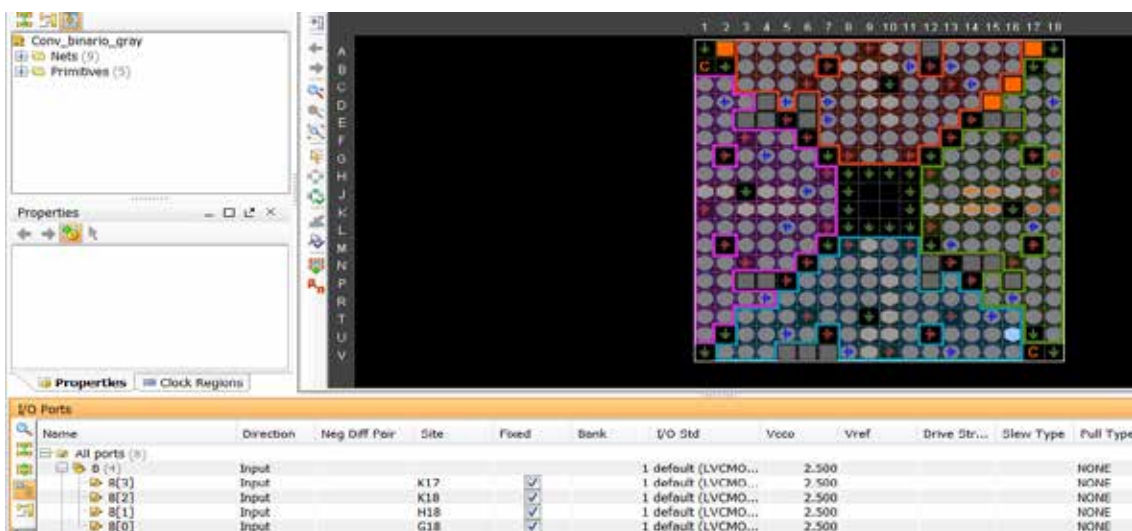 Conv_binario_gray
Nets (9)
Primitives (5)
1 2 3 4 5 6 7 8 9 10 11 12 13 14 15 16 17 18
A
B
C
D
E
F
G
H
J
K
L
M
N
P
R
T
U
V
C
C
Properties
Properties
Clock Regions
I/O Ports
Name Direction Neg Diff Pair Site Fixed Bank I/O Std Vcco Vref Drive Str... Slew Type Pull Type
All ports (8)
B (4) Input 1 default (LVCMO... 2.500 NONE
B[3] Input K17 1 default (LVCMO... 2.500 NONE
B[2] Input K18 1 default (LVCMO... 2.500 NONE
B[1] Input H18 1 default (LVCMO... 2.500 NONE
B[0] Input G18 1 default (LVCMO... 2.500 NONE